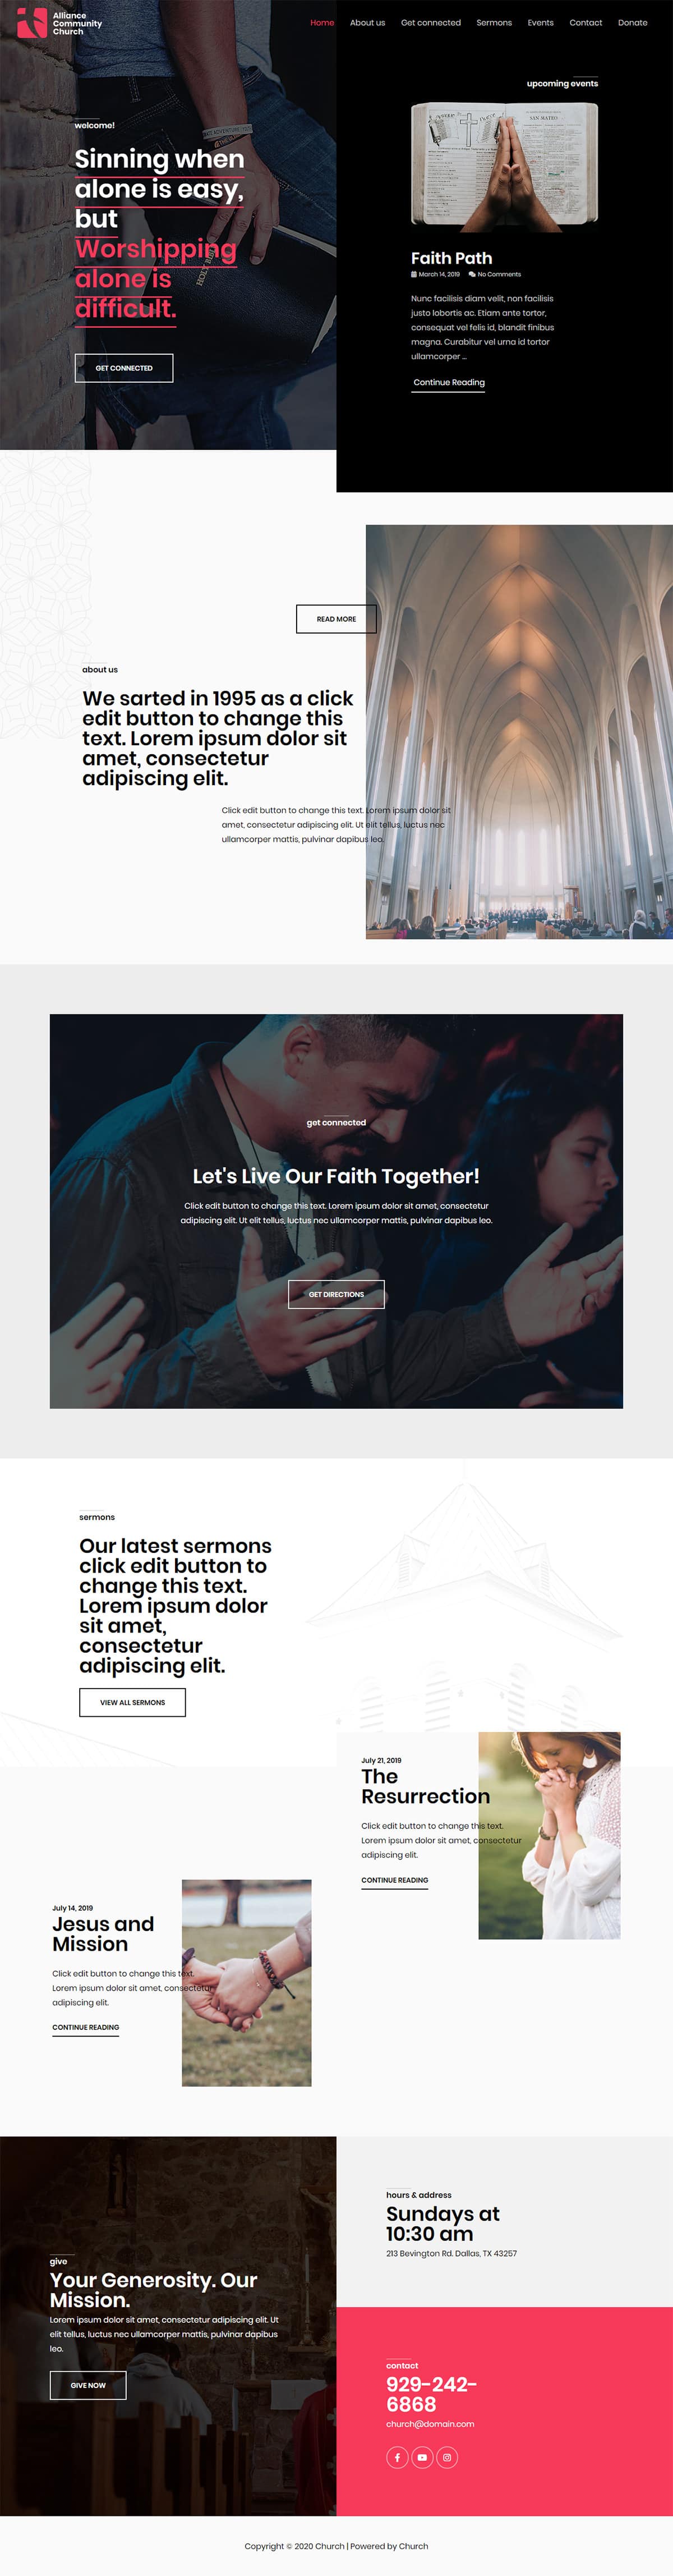 Alliance
Community
Church
Home About us Get connected Sermons Events Contact Donate
welcome!
Sinning when
alone is easy,
but
Worshipping
alone is
difficult.
GET CONNECTED
HOLY BIBLE
upcoming events
SAN MATEO
Faith Path
March 14, 2019 No Comments
Nunc facilisis diam velit, non facilisis
justo lobortis ac. Etiam ante tortor,
consequat vel felis id, blandit finibus
magna. Curabitur vel urna id tortor
ullamcorper ...
Continue Reading
READ MORE
about us
We sarted in 1995 as a click
edit button to change this
text. Lorem ipsum dolor sit
amet, consectetur
adipiscing elit.
Click edit button to change this text. Lorem ipsum dolor sit
amet, consectetur adipiscing elit. Ut elit tellus, luctus nec
ullamcorper mattis, pulvinar dapibus leo.
get connected
Let's Live Our Faith Together!
Click edit button to change this text. Lorem ipsum dolor sit amet, consectetur
adipiscing elit. Ut elit tellus, luctus nec ullamcorper mattis, pulvinar dapibus leo.
GET DIRECTIONS
sermons
Our latest sermons
click edit button to
change this text.
Lorem ipsum dolor
sit amet,
consectetur
adipiscing elit.
VIEW ALL SERMONS
July 21, 2019
The
Resurrection
Click edit button to change this text.
Lorem ipsum dolor sit amet, consectetur
adipiscing elit.
CONTINUE READING
July 14, 2019
Jesus and
Mission
Click edit button to change this text.
Lorem ipsum dolor sit amet, consectetur
adipiscing elit.
CONTINUE READING
give
Your Generosity. Our
Mission.
Lorem ipsum dolor sit amet, consectetur adipiscing elit. Ut
elit tellus, luctus nec ullamcorper mattis, pulvinar dapibus
leo.
GIVE NOW
hours & address
Sundays at
10:30 am
213 Bevington Rd. Dallas, TX 43257
contact
929-242-
6868
church@domain.com
Copyright © 2020 Church | Powered by Church